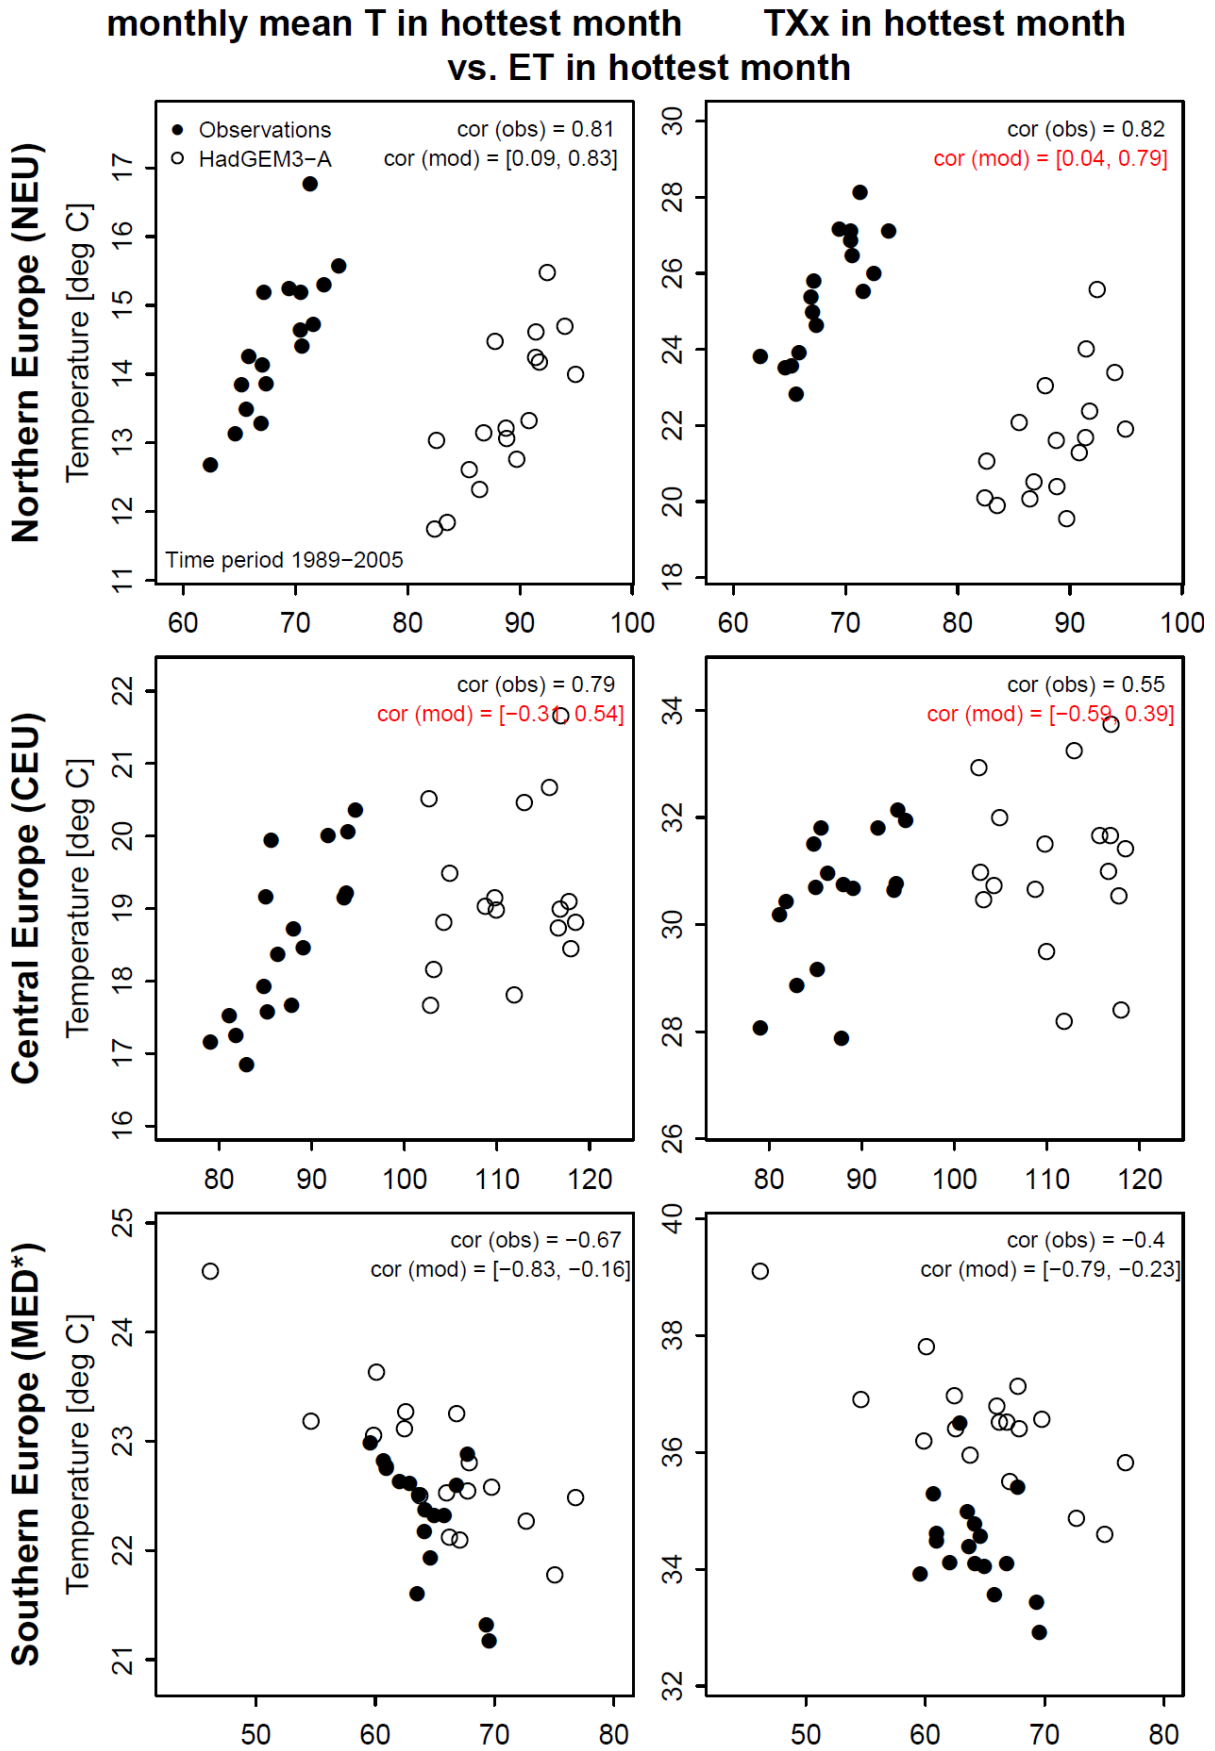 monthly mean T in hottest month TXx in hottest month
vs. ET in hottest month
Northern Europe (NEU)
Temperature [deg C]
Observations
HadGEM3−A
cor (obs) = 0.81
cor (mod) = [0.09, 0.83]
Time period 1989−2005
17
16
15
14
13
12
11
60 70 80 90 100
cor (obs) = 0.82
cor (mod) = [0.04, 0.79]
30
28
26
24
22
20
18
60 70 80 90 100
Central Europe (CEU)
Temperature [deg C]
cor (obs) = 0.79
cor (mod) = [−0.31, 0.54]
22
21
20
19
18
17
16
80 90 100 110 120
cor (obs) = 0.55
cor (mod) = [−0.59, 0.39]
34
32
30
28
26
80 90 100 110 120
Southern Europe (MED*)
Temperature [deg C]
cor (obs) = −0.67
cor (mod) = [−0.83, −0.16]
25
24
23
22
21
50 60 70 80
cor (obs) = −0.4
cor (mod) = [−0.79, −0.23]
40
38
36
34
32
50 60 70 80